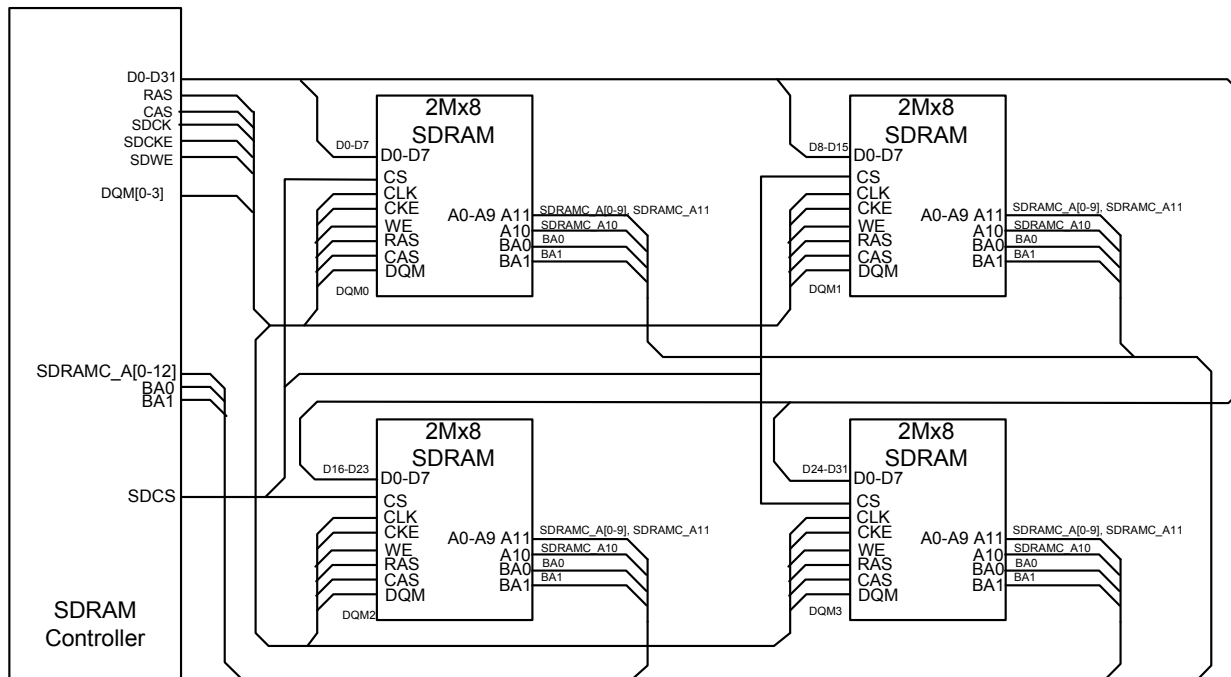 D0-D31
RAS
CAS
SDCK
SDCKE
SDWE
DQM[0-3]
SDRAMC_A[0-12]
BA0
BA1
SDCS
SDRAM
Controller
2Mx8
SDRAM
D0-D7
D0-D7
CS
CLK
CKE
WE
RAS
CAS
DQM
DQM0
A0-A9 A11
A10
BA0
BA1
SDRAMC_A[0-9], SDRAMC_A11
SDRAMC_A10
BA0
BA1
2Mx8
SDRAM
D8-D15
D0-D7
CS
CLK
CKE
WE
RAS
CAS
DQM
DQM1
A0-A9 A11
A10
BA0
BA1
SDRAMC_A[0-9], SDRAMC_A11
SDRAMC_A10
BA0
BA1
2Mx8
SDRAM
D16-D23
D0-D7
CS
CLK
CKE
WE
RAS
CAS
DQM
DQM2
A0-A9 A11
A10
BA0
BA1
SDRAMC_A[0-9], SDRAMC_A11
SDRAMC_A10
BA0
BA1
2Mx8
SDRAM
D24-D31
D0-D7
CS
CLK
CKE
WE
RAS
CAS
DQM
DQM3
A0-A9 A11
A10
BA0
BA1
SDRAMC_A[0-9], SDRAMC_A11
SDRAMC_A10
BA0
BA1